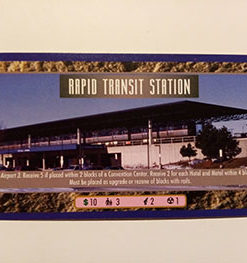 RAPID TRANSIT STATION
Airport 2. Receive 5 if placed within 2 blocks of a Convention Center. Receive 2 for each Hotel and Motel within 4 bl
Must be placed as upgrade or rezone of blocks with rails.
$10 3 2 1